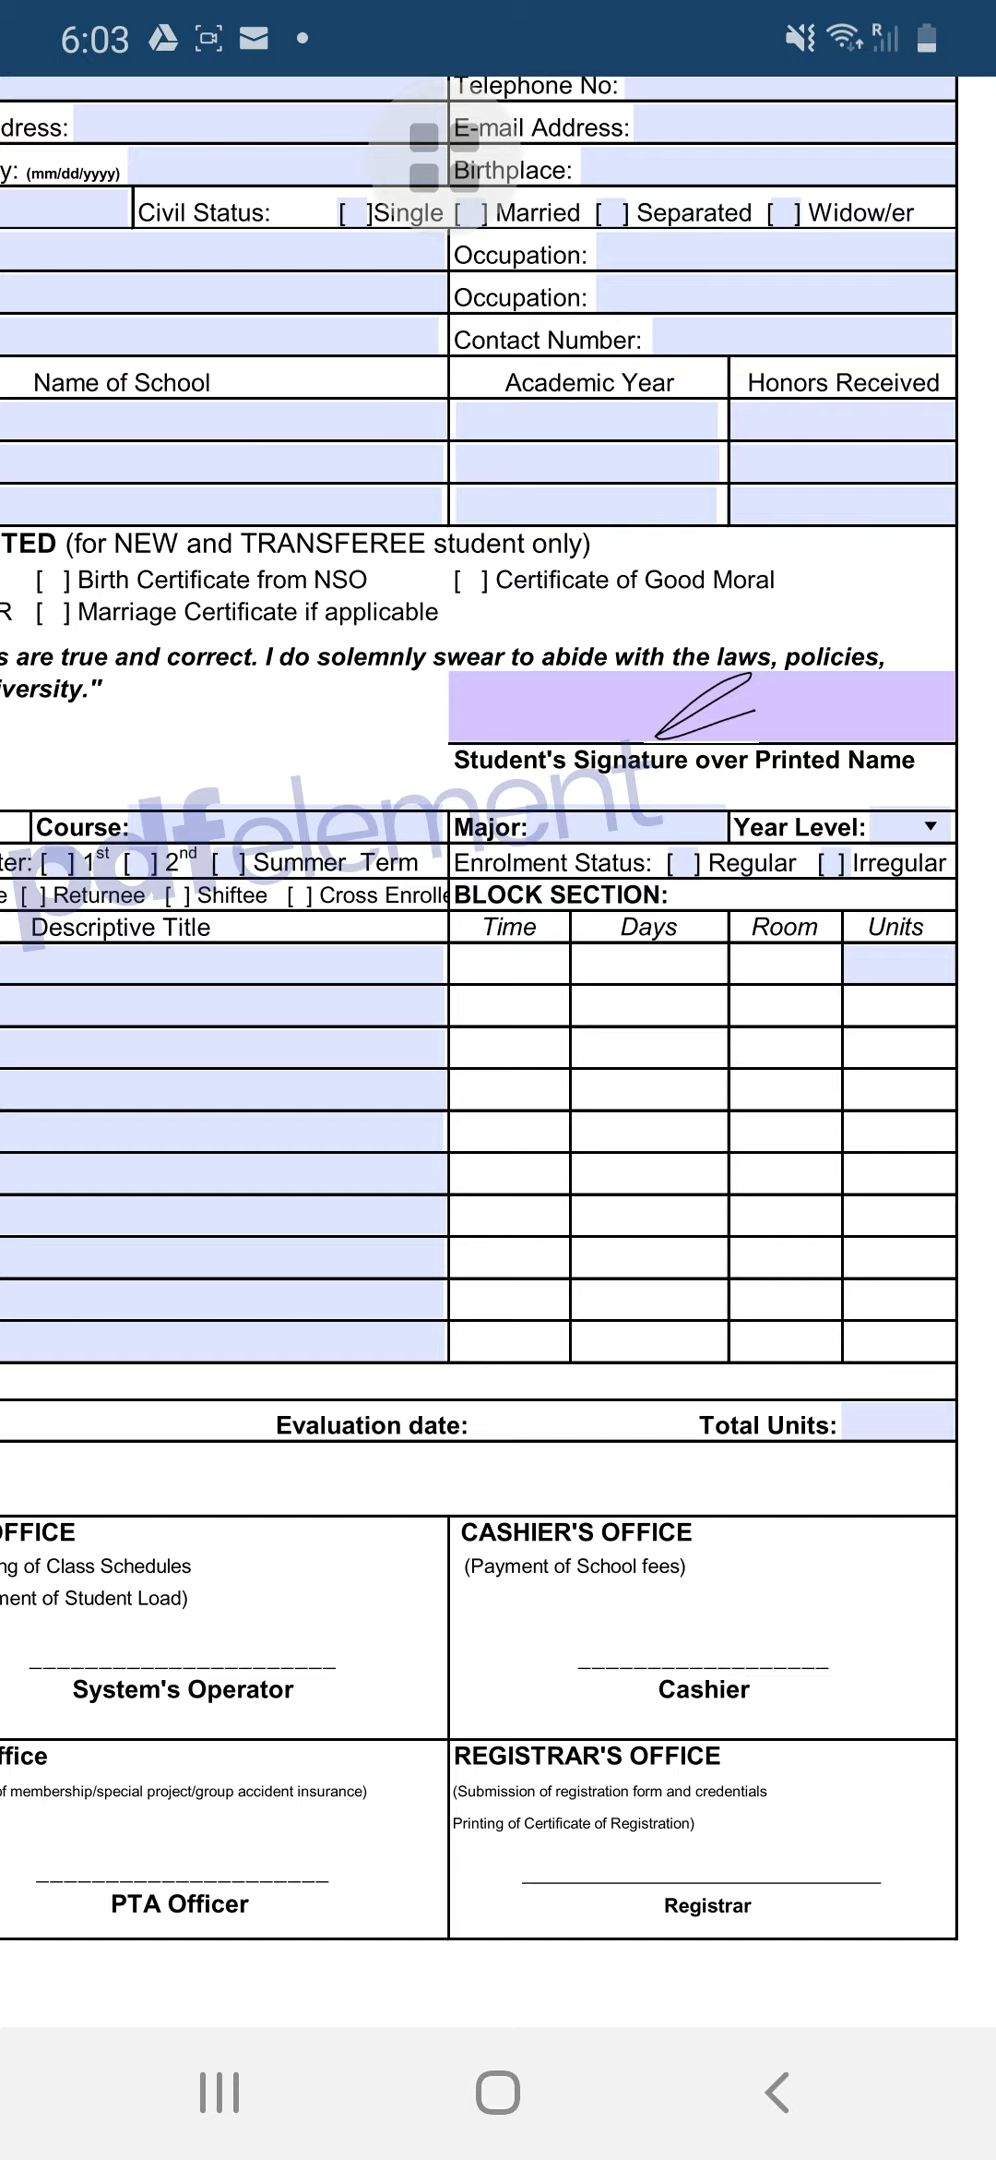 6:03
R
Telephone No:
dress: E-mail Address:
y: (mm/dd/yyyy) Birthplace:
Civil Status: [ ]Single [ ] Married [ ] Separated [ ] Widow/er
Occupation:
Occupation:
Contact Number:
Name of School Academic Year Honors Received
TED (for NEW and TRANSFEREE student only)
[ ] Birth Certificate from NSO [ ] Certificate of Good Moral
R [ ] Marriage Certificate if applicable
s are true and correct. I do solemnly swear to abide with the laws, policies,
iversity."
Student's Signature over Printed Name
pdfelement
Course: Major: Year Level:
ter: [ ] 1st [ ] 2nd [ ] Summer Term Enrolment Status: [ ] Regular [ ] Irregular
e [ ] Returnee [ ] Shiftee [ ] Cross Enrolle BLOCK SECTION:
Descriptive Title Time Days Room Units
Evaluation date: Total Units:
OFFICE CASHIER'S OFFICE
ng of Class Schedules (Payment of School fees)
ment of Student Load)
System's Operator Cashier
ffice REGISTRAR'S OFFICE
of membership/special project/group accident insurance) (Submission of registration form and credentials
Printing of Certificate of Registration)
PTA Officer Registrar